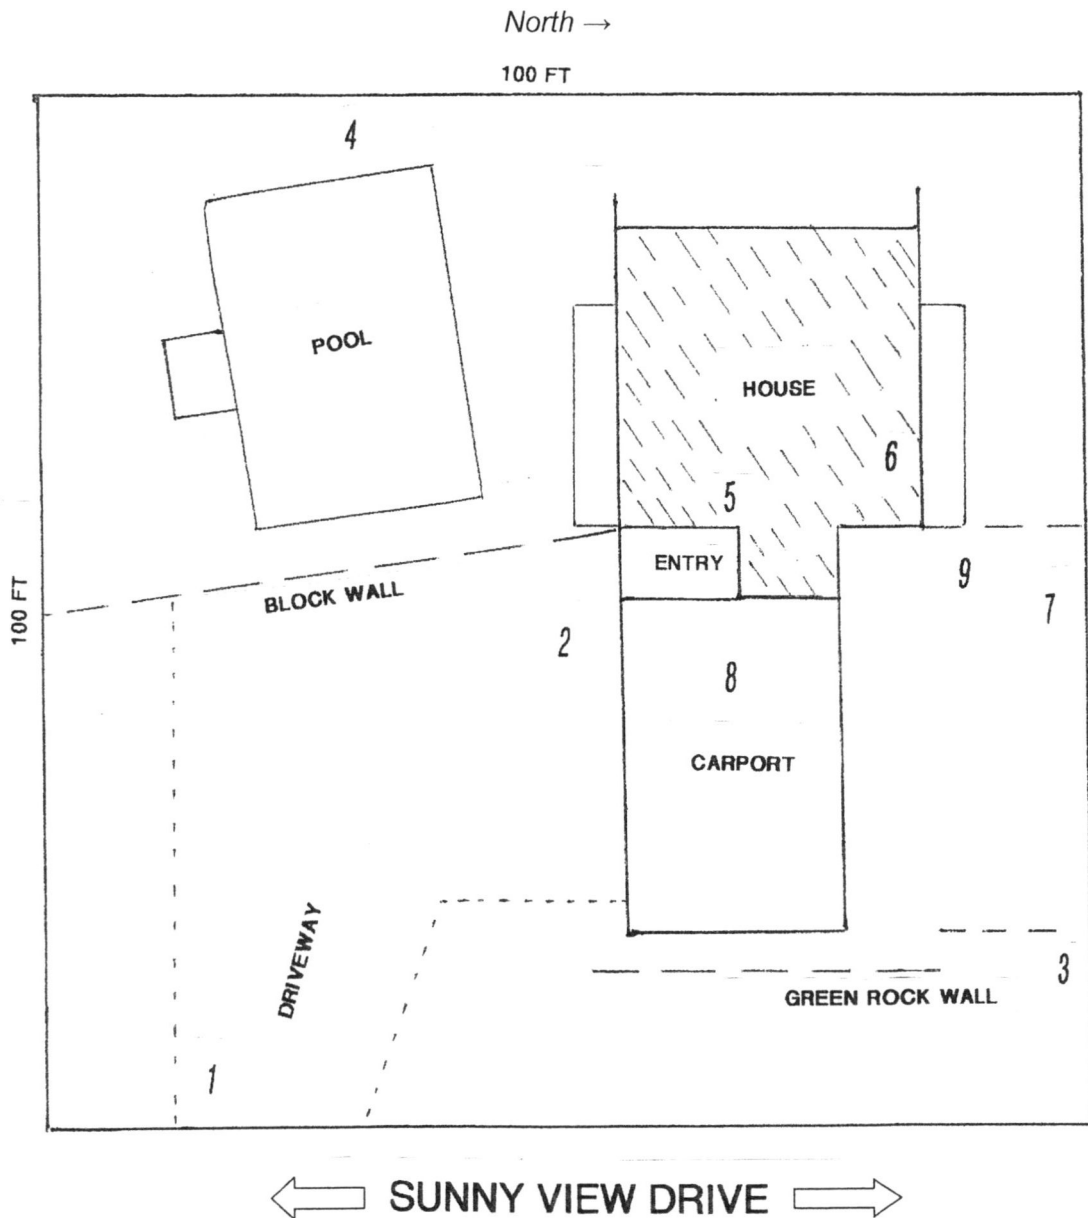 North →
100 FT
4
POOL
HOUSE
6
5
ENTRY
9
BLOCK WALL
7
100 FT
2
8
CARPORT
DRIVEWAY
3
GREEN ROCK WALL
1
SUNNY VIEW DRIVE